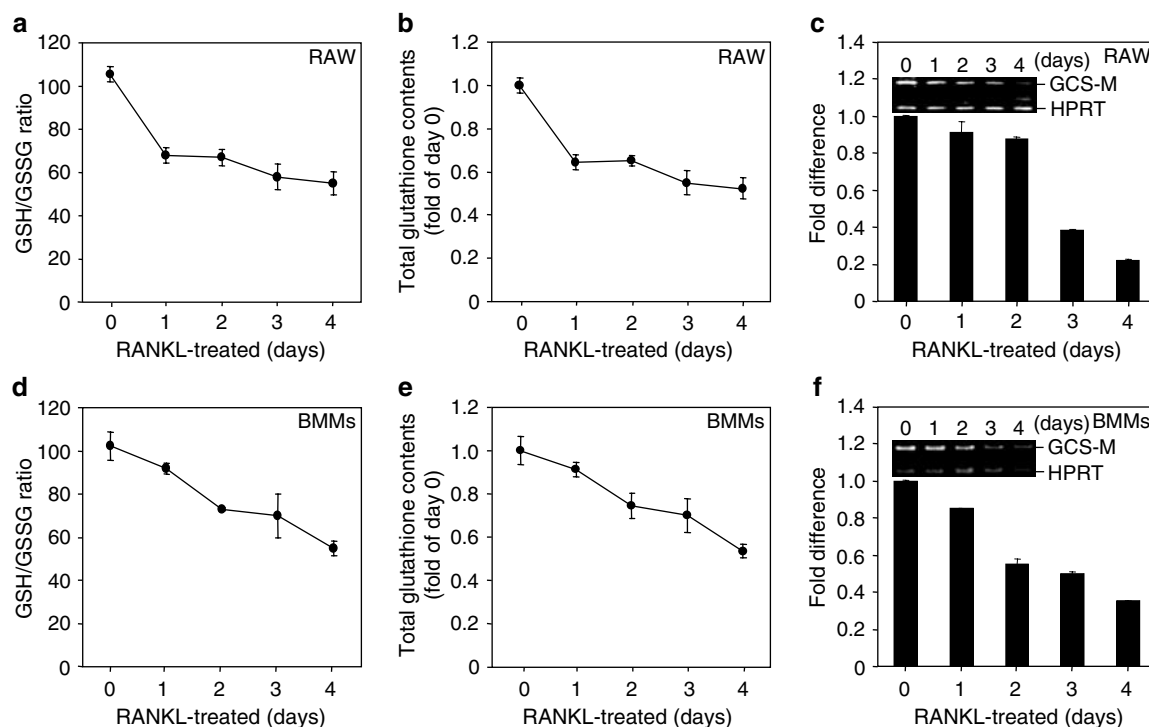 a
RAW
120
100
80
60
40
20
0
GSH/GSSG ratio
0 1 2 3 4
RANKL-treated (days)
b
RAW
1.2
1.0
0.8
0.6
0.4
0.2
0
Total glutathione contents
(fold of day 0)
0 1 2 3 4
RANKL-treated (days)
c
RAW
1.4
1.2
1.0
0.8
0.6
0.4
0.2
0.0
Fold difference
0 1 2 3 4 (days)
GCS-M
HPRT
0 1 2 3 4
RANKL-treated (days)
d
BMMs
120
100
80
60
40
20
0
GSH/GSSG ratio
0 1 2 3 4
RANKL-treated (days)
e
BMMs
1.2
1.0
0.8
0.6
0.4
0.2
0
Total glutathione contents
(fold of day 0)
0 1 2 3 4
RANKL-treated (days)
f
BMMs
1.4
1.2
1.0
0.8
0.6
0.4
0.2
0.0
Fold difference
0 1 2 3 4 (days)
GCS-M
HPRT
0 1 2 3 4
RANKL-treated (days)